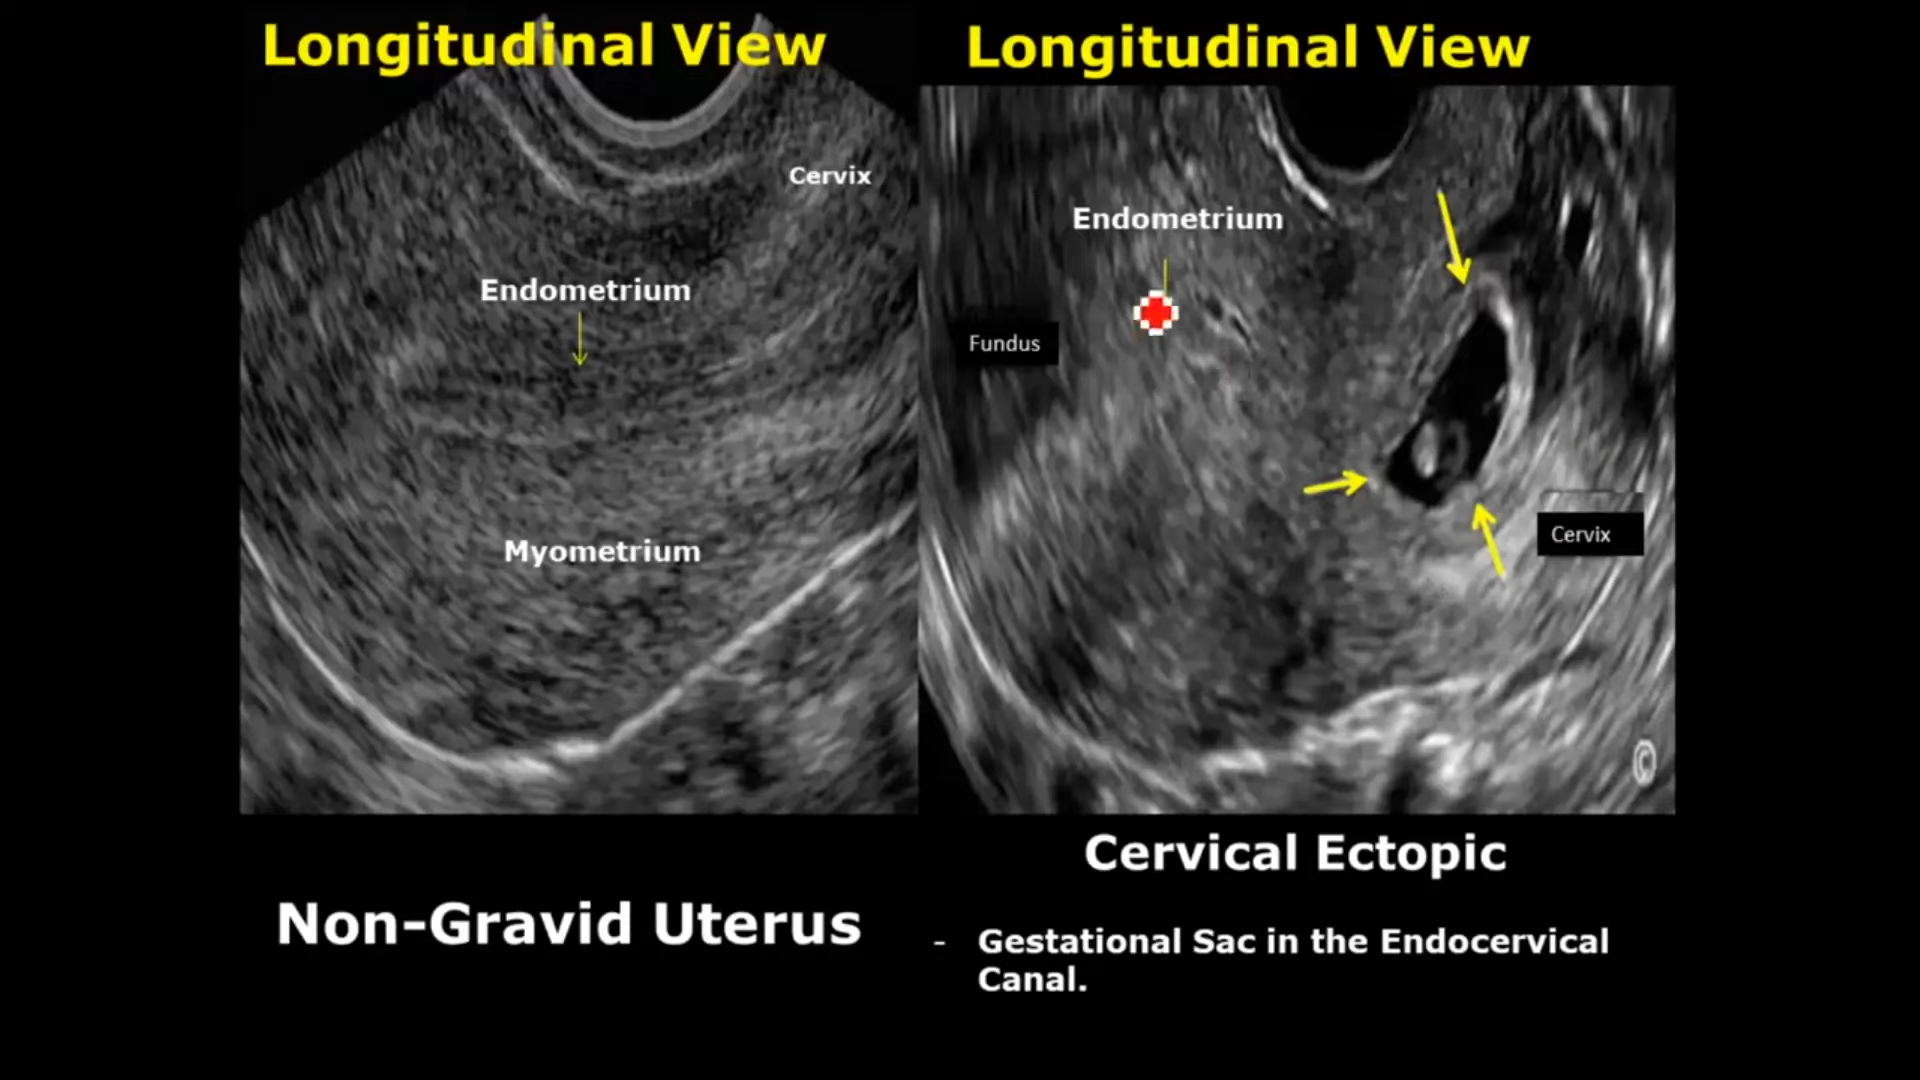 Longitudinal View
Cervix
Endometrium
Myometrium
Non-Gravid Uterus
Longitudinal View
Endometrium
Fundus
Cervix
©
Cervical Ectopic
- Gestational Sac in the Endocervical
Canal.